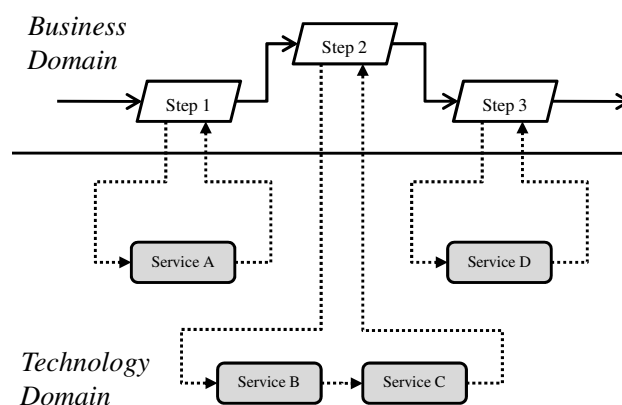 Business
Domain
Step 2
Step 1
Step 3
Service A
Service D
Technology
Domain
Service B
Service C